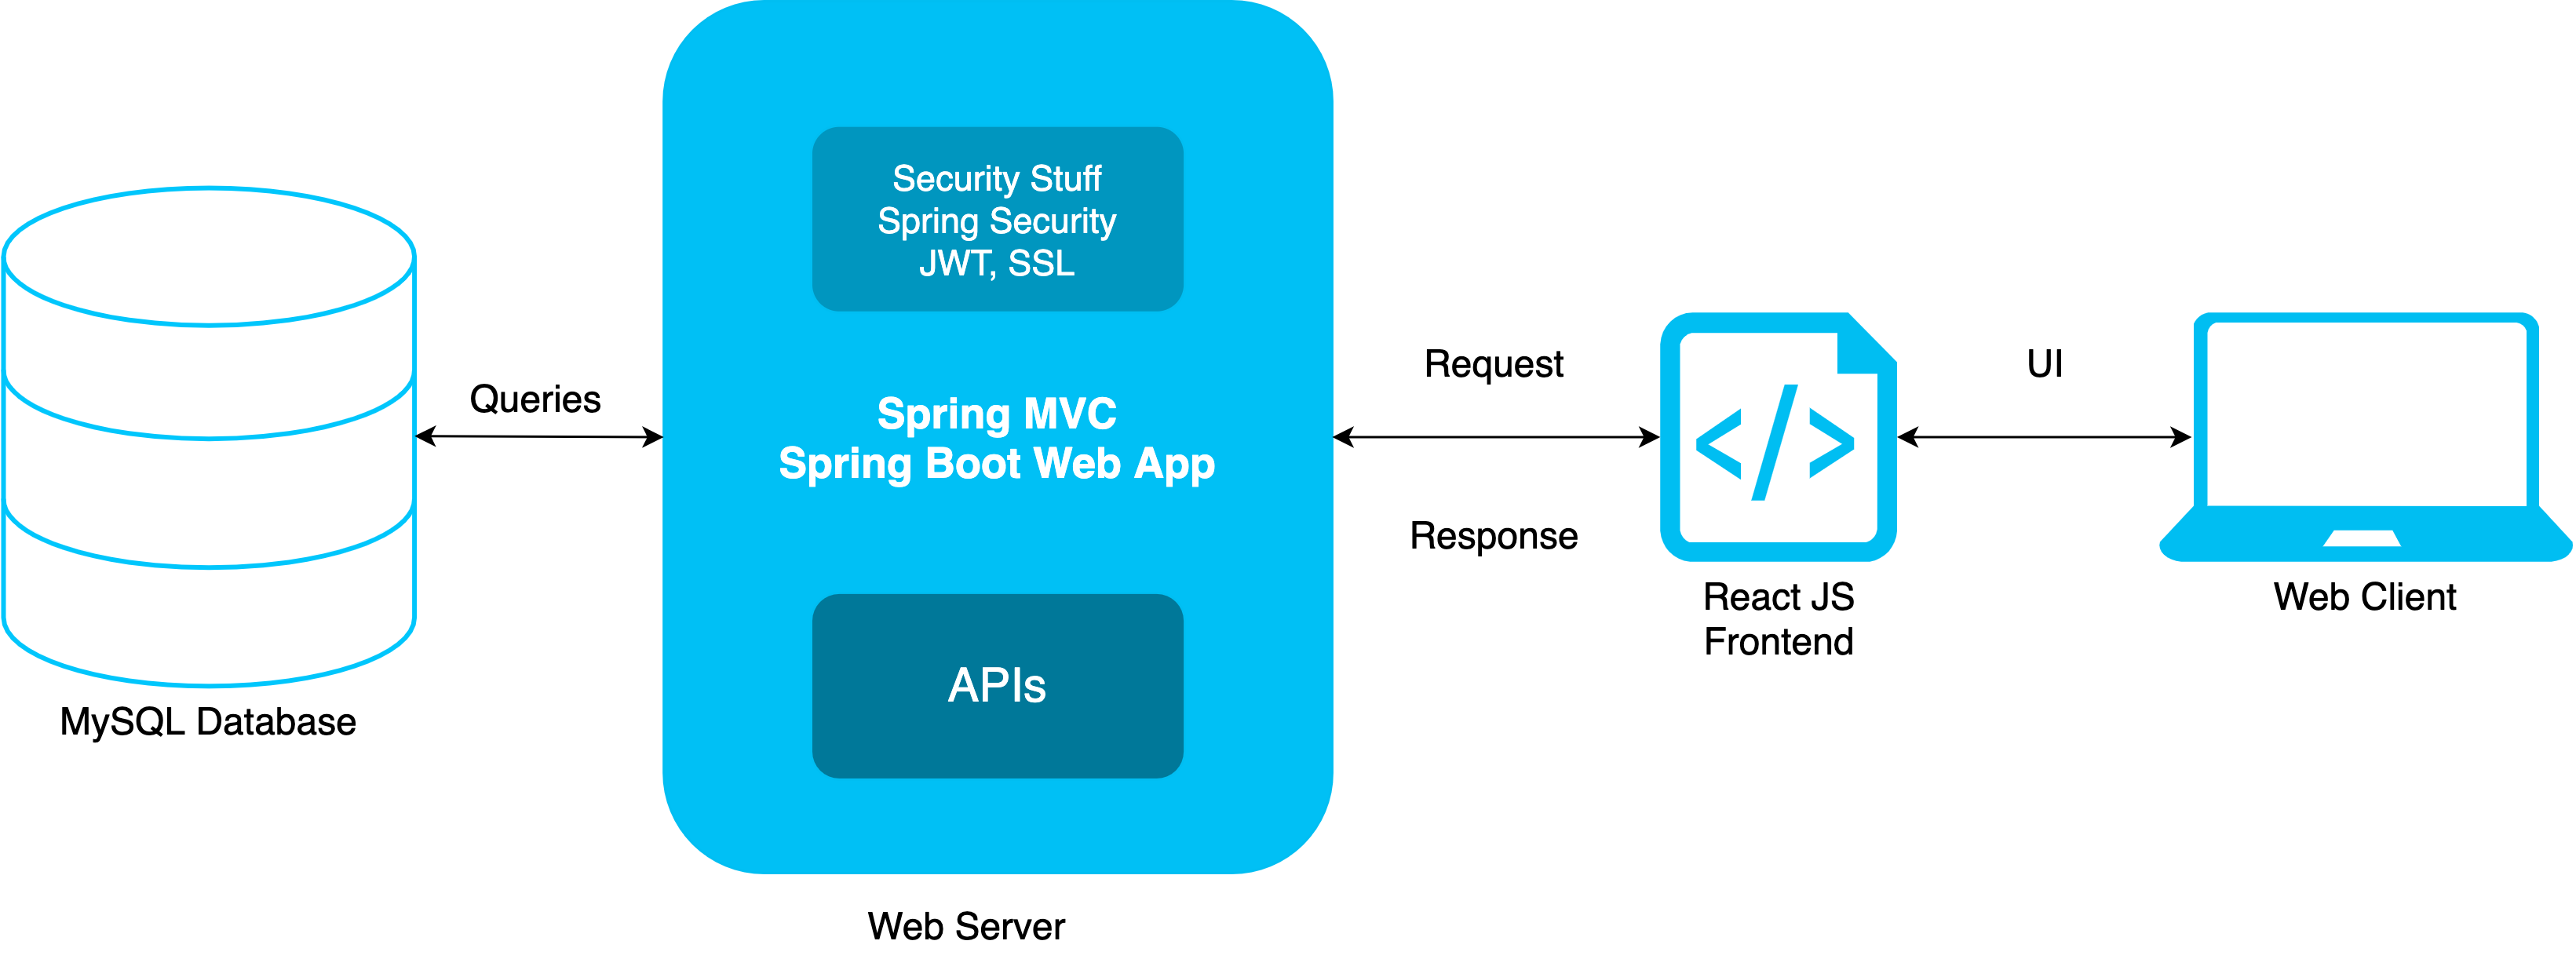 Security Stuff
Spring Security
JWT, SSL
Queries
Spring MVC
Spring Boot Web App
Request
Response
UI
</>
React JS
Frontend
Web Client
APIs
MySQL Database
Web Server